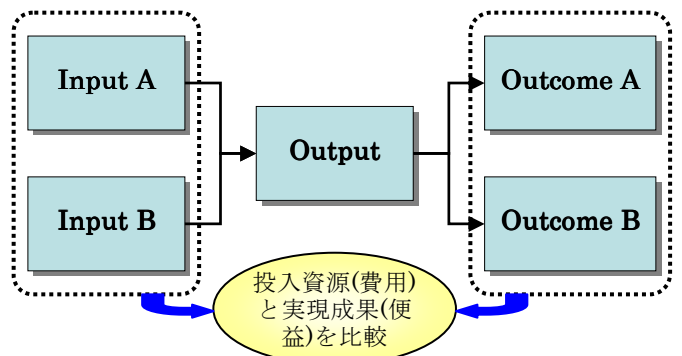 Input A
Outcome A
Output
Input B
Outcome B
投入資源(費用)
と実現成果(便
益)を比較